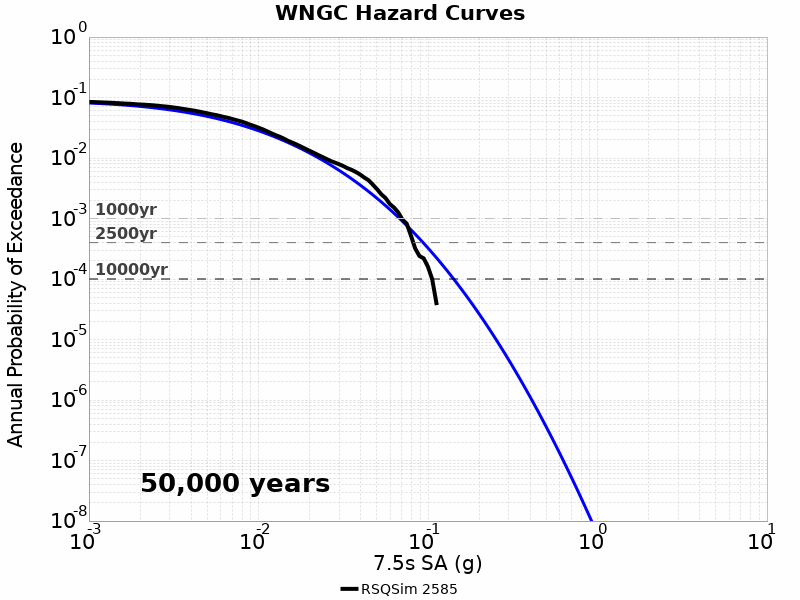 WNGC Hazard Curves
Annual Probability of Exceedance
10^0
10^-1
10^-2
10^-3
10^-4
10^-5
10^-6
10^-7
10^-8
1000yr
2500yr
10000yr
50,000 years
10^-3 10^-2 10^-1 10^0 10^1
7.5s SA (g)
RSQSim 2585